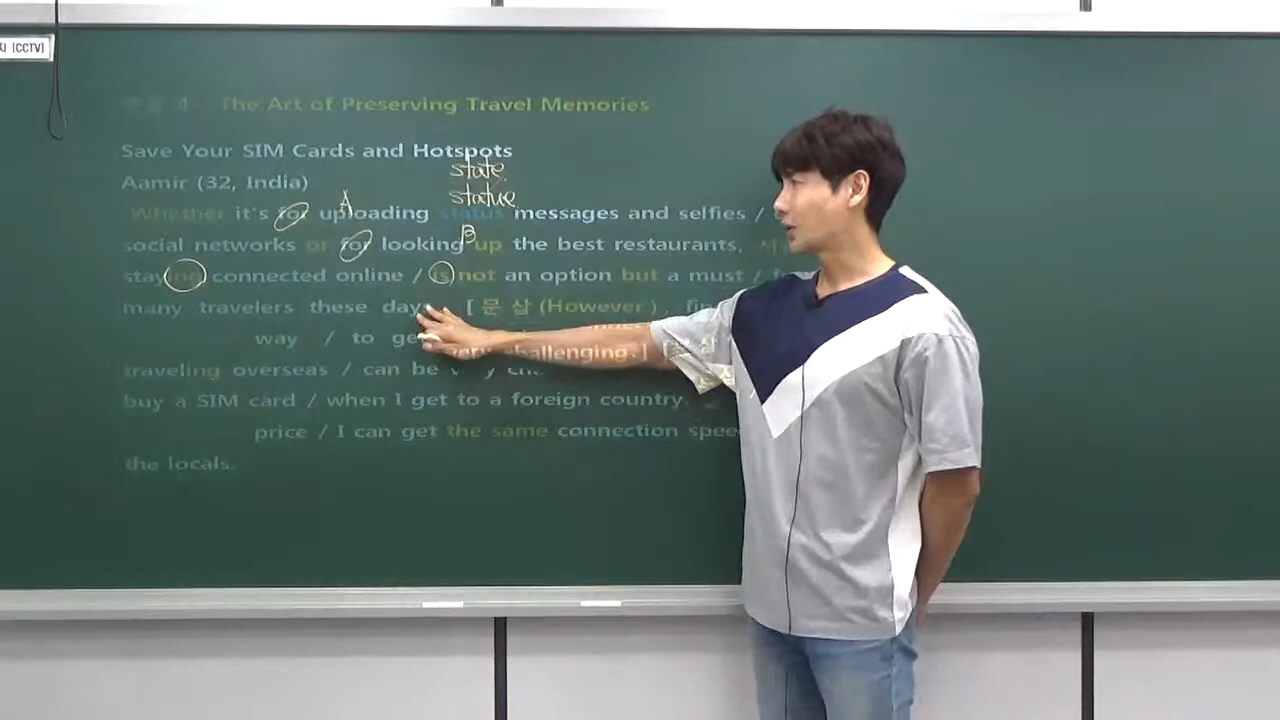 지 [CCTV]
4. The Art of Preserving Travel Memories
Save Your SIM Cards and Hotspots
state
Aamir (32, India)
statue
A
Whether it's for uploading status messages and selfies /
B
social networks or for looking up the best restaurants,
staying connected online / is not an option but a must /
many travelers these days. [ 문 삽 (However ),
way / to
very challenging.]
traveling overseas / can be
buy a SIM card / when I get to a foreign country.
price / I can get the same connection
the locals.